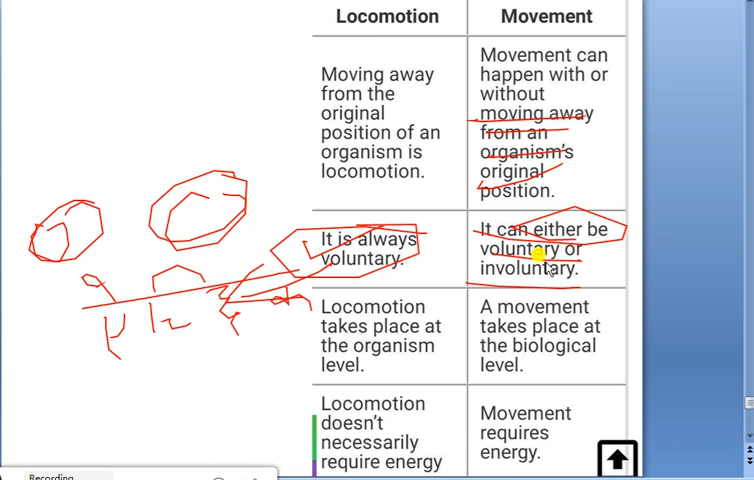 Locomotion
Movement
Moving away
from the
original
position of an
organism is
locomotion.
Movement can
happen with or
without
moving away
from an
organism's
original
position.
It is always
voluntary.
It can either be
voluntary or
involuntary.
Locomotion
takes place at
the organism
level.
A movement
takes place at
the biological
level.
Locomotion
doesn't
necessarily
require energy
Movement
requires
energy.
Recording